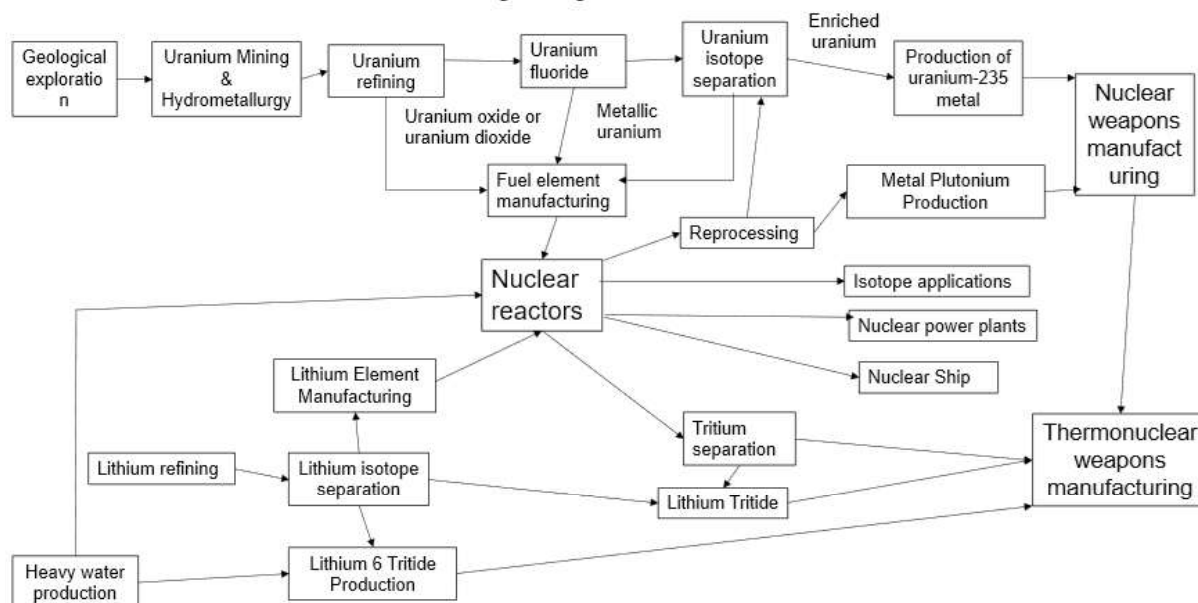 Geological
exploratio
n
Uranium Mining
&
Hydrometallurgy
Uranium
refining
Uranium
fluoride
Uranium
isotope
separation
Enriched
uranium
Production of
uranium-235
metal
Nuclear
weapons
manufact
uring
Uranium oxide or
uranium dioxide
Metallic
uranium
Fuel element
manufacturing
Reprocessing
Metal Plutonium
Production
Nuclear
reactors
Isotope applications
Nuclear power plants
Nuclear Ship
Lithium Element
Manufacturing
Tritium
separation
Thermonuclear
weapons
manufacturing
Lithium refining
Lithium isotope
separation
Lithium Tritide
Heavy water
production
Lithium 6 Tritide
Production